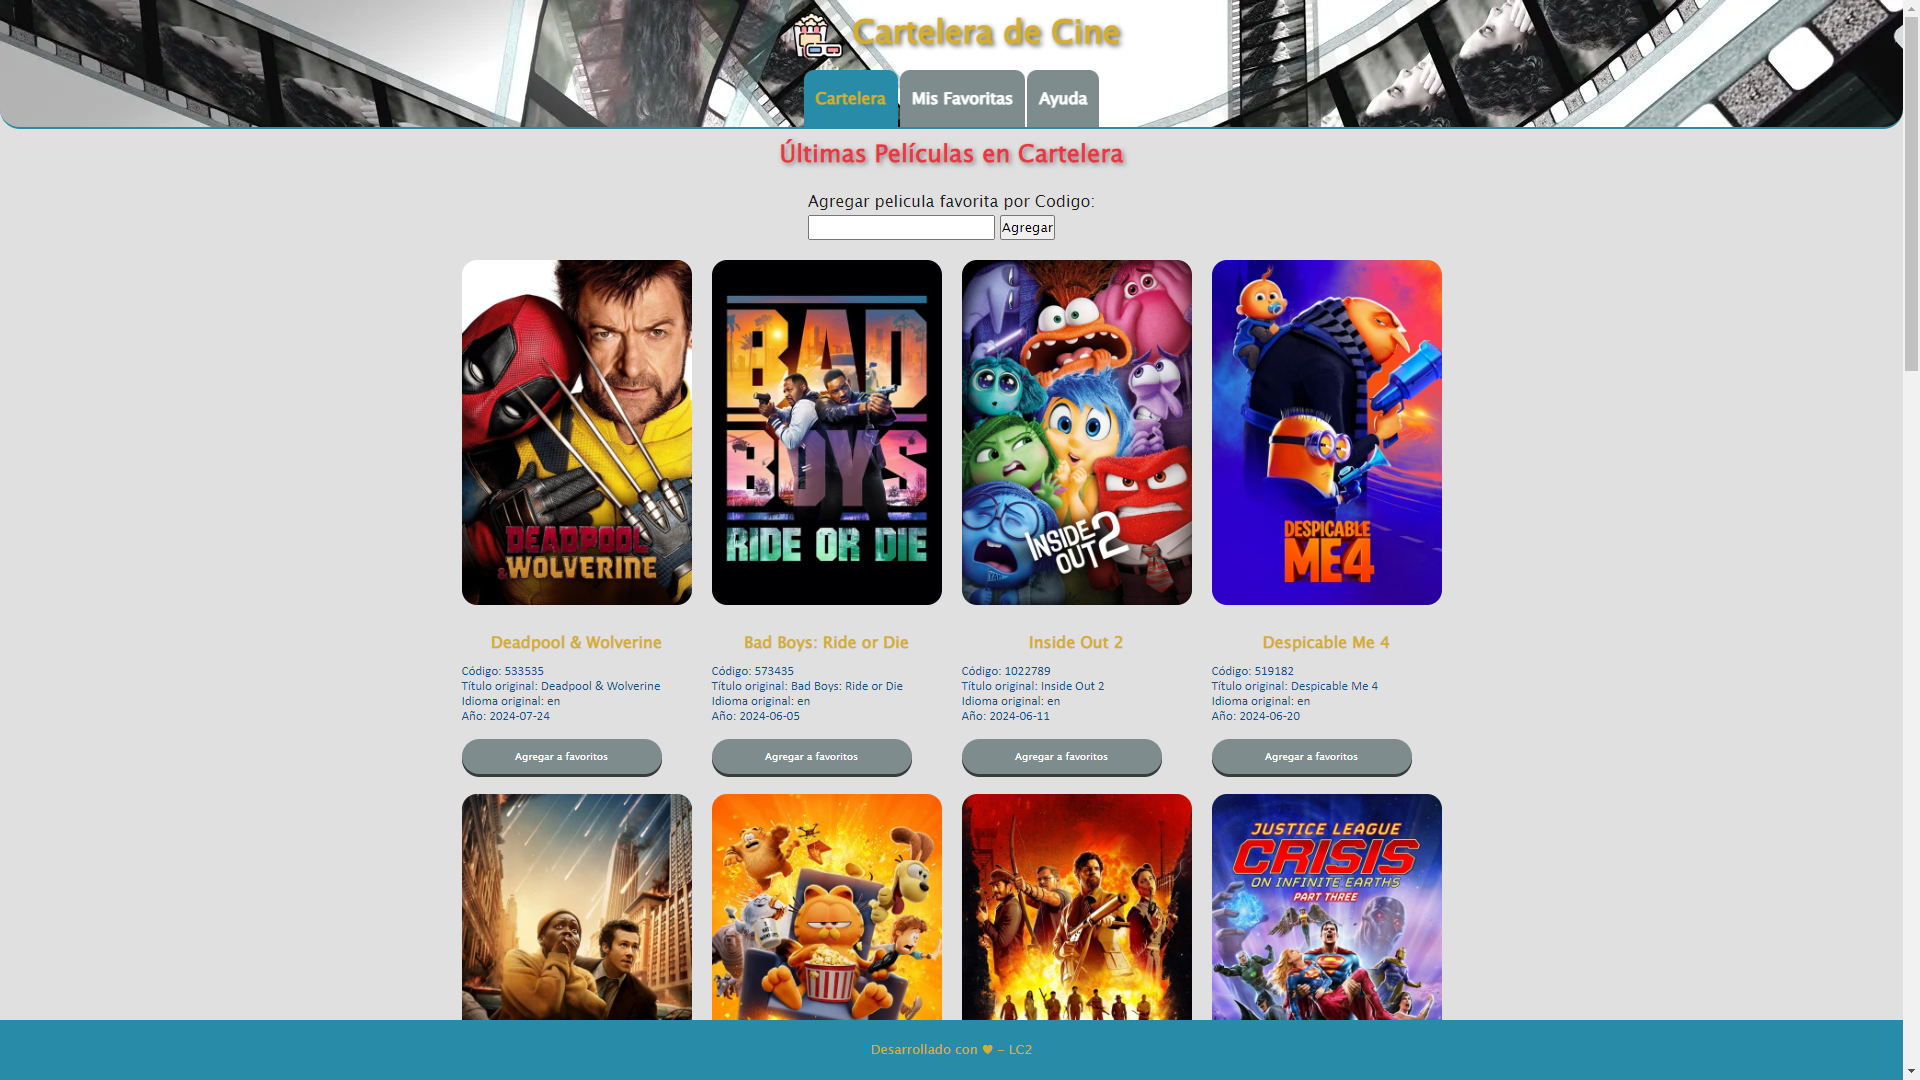 Cartelera de Cine
Cartelera
Mis Favoritas
Ayuda
Últimas Películas en Cartelera
Agregar pelicula favorita por Codigo:
Agregar
DEADPOOL
& WOLVERINE
BAD
BOYS
RIDE OR DIE
INSIDE
OUT 2
DESPICABLE
ME 4
Deadpool & Wolverine
Código: 533535
Título original: Deadpool & Wolverine
Idioma original: en
Año: 2024-07-24
Agregar a favoritos
Bad Boys: Ride or Die
Código: 573435
Título original: Bad Boys: Ride or Die
Idioma original: en
Año: 2024-06-05
Agregar a favoritos
Inside Out 2
Código: 1022789
Título original: Inside Out 2
Idioma original: en
Año: 2024-06-11
Agregar a favoritos
Despicable Me 4
Código: 519182
Título original: Despicable Me 4
Idioma original: en
Año: 2024-06-20
Agregar a favoritos
JUSTICE LEAGUE
CRISIS
ON INFINITE EARTHS
PART THREE
Desarrollado con ♥ - LC2